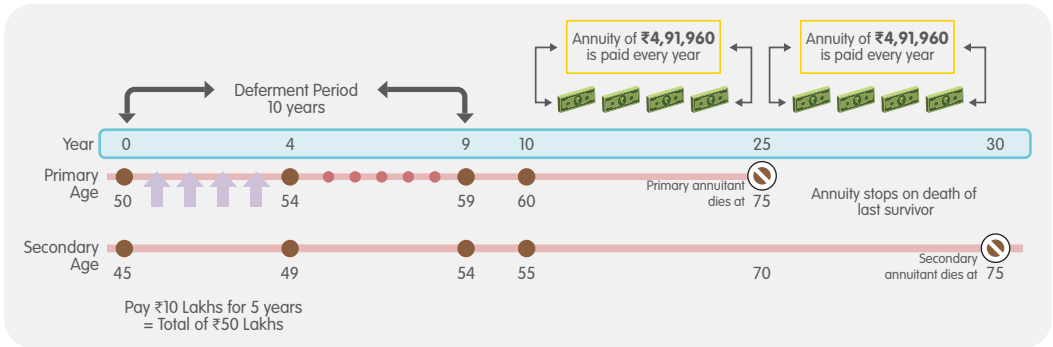 Annuity of ₹4,91,960
is paid every year
Annuity of ₹4,91,960
is paid every year
Deferment Period
10 years
Year 0 4 9 10 25 30
Primary
Age
50 54 59 60
Primary annuitant
dies at 75
Annuity stops on death of
last survivor
Secondary
Age
45 49 54 55 70
Secondary
annuitant dies at 75
Pay ₹10 Lakhs for 5 years
= Total of ₹50 Lakhs